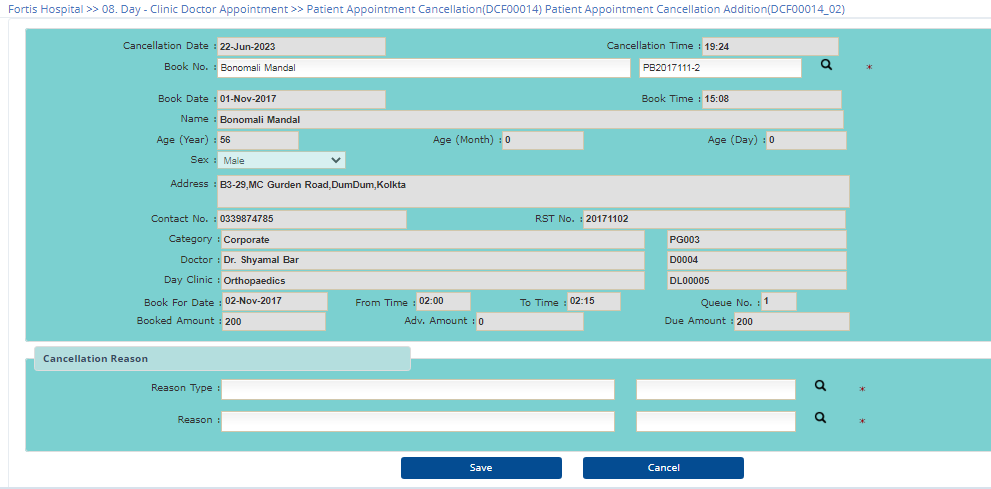 Fortis Hospital >> 08. Day - Clinic Doctor Appointment >> Patient Appointment Cancellation(DCF00014) Patient Appointment Cancellation Addition(DCF00014_02)
Cancellation Date : 22-Jun-2023 Cancellation Time : 19:24
Book No. : Bonomali Mandal PB2017111-2 *
Book Date : 01-Nov-2017 Book Time : 15:08
Name : Bonomali Mandal
Age (Year) : 56 Age (Month) : 0 Age (Day) : 0
Sex : Male
Address : B3-29,MC Gurden Road,DumDum,Kolkta
Contact No. : 0339874785 RST No. : 20171102
Category : Corporate PG003
Doctor : Dr. Shyamal Bar D0004
Day Clinic : Orthopaedics DL00005
Book For Date : 02-Nov-2017 From Time : 02:00 To Time : 02:15 Queue No. : 1
Booked Amount : 200 Adv. Amount : 0 Due Amount : 200
Cancellation Reason
Reason Type : *
Reason : *
Save Cancel